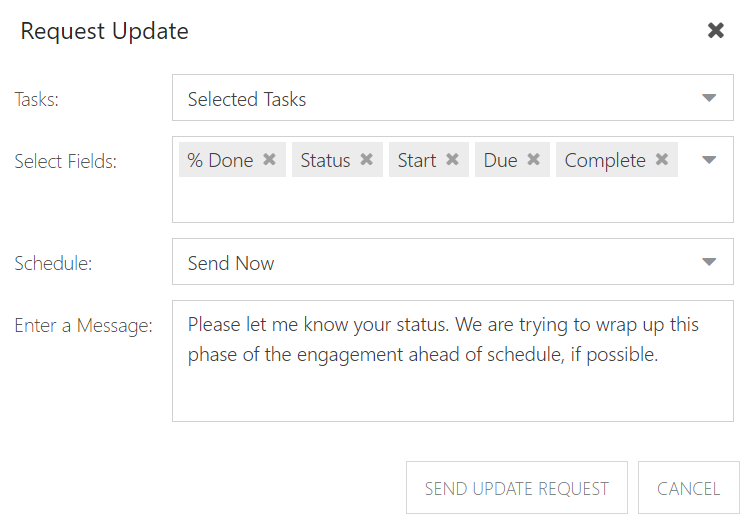 Request Update
Tasks: Selected Tasks
Select Fields: % Done Status Start Due Complete
Schedule: Send Now
Enter a Message: Please let me know your status. We are trying to wrap up this
phase of the engagement ahead of schedule, if possible.
SEND UPDATE REQUEST CANCEL